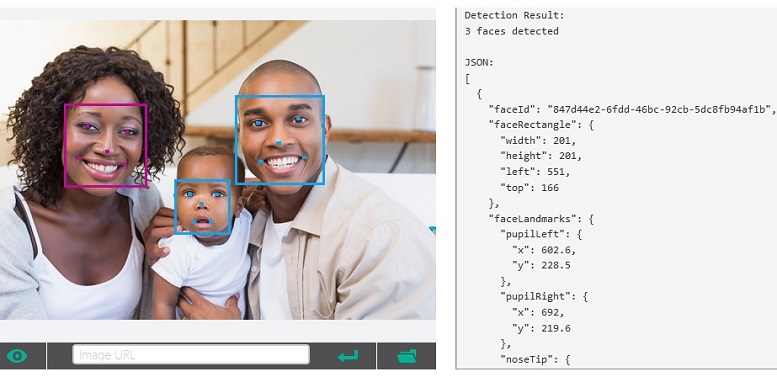 Detection Result:
3 faces detected
JSON:
[
{
"faceId": "847d44e2-6fdd-46bc-92cb-5dc8fb94af1b",
"faceRectangle": {
"width": 201,
"height": 201,
"left": 551,
"top": 166
},
"faceLandmarks": {
"pupilLeft": {
"x": 602.6,
"y": 228.5
},
"pupilRight": {
"x": 692,
"y": 219.6
},
"noseTip": {
Image URL